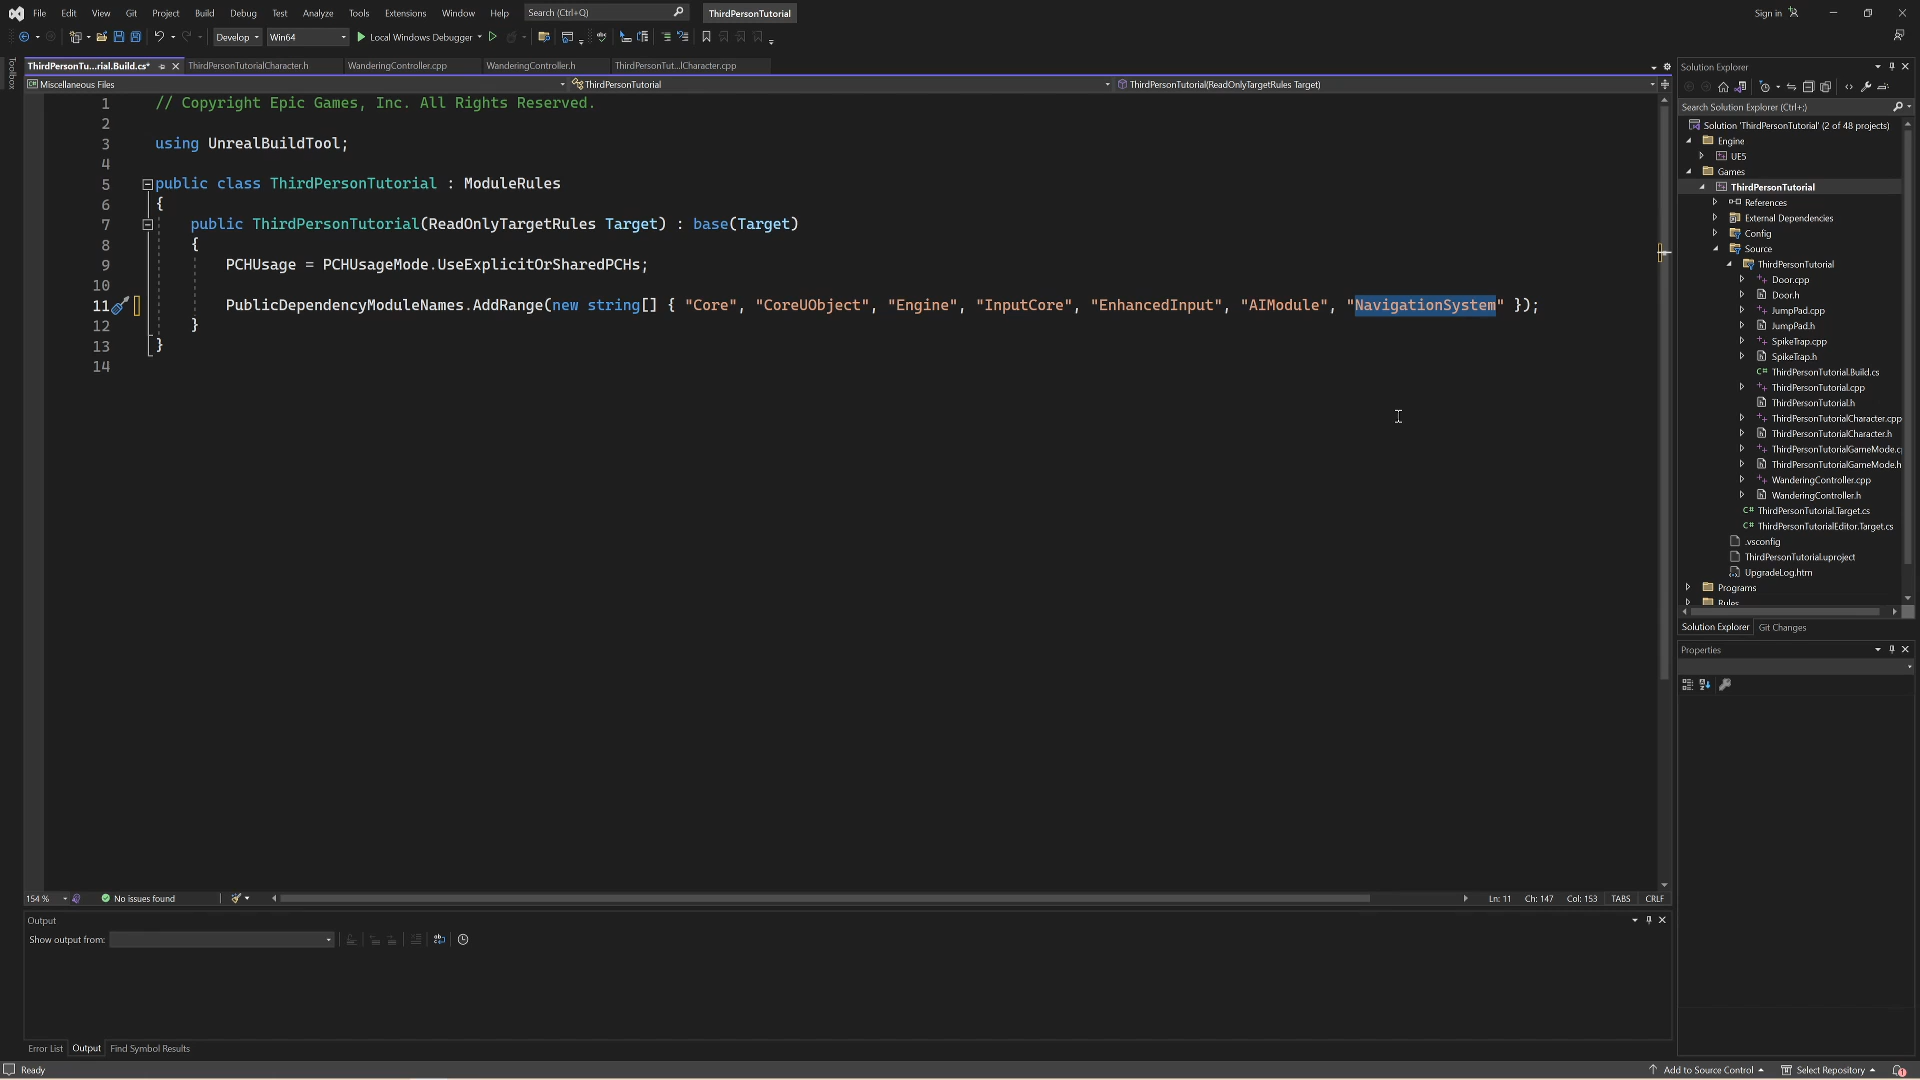 File Edit View Git Project Build Debug Test Analyze Tools Extensions Window Help Search (Ctrl+Q) ThirdPersonTutorial Sign in
Develop Win64 Local Windows Debugger
ThirdPersonTu...rial.Build.cs* ThirdPersonTutorialCharacter.h WanderingController.cpp WanderingController.h ThirdPersonTut...lCharacter.cpp
Miscellaneous Files ThirdPersonTutorial ThirdPersonTutorial(ReadOnlyTargetRules Target)
1 // Copyright Epic Games, Inc. All Rights Reserved.
2
3 using UnrealBuildTool;
4
5 public class ThirdPersonTutorial : ModuleRules
6 {
7 public ThirdPersonTutorial(ReadOnlyTargetRules Target) : base(Target)
8 {
9 PCHUsage = PCHUsageMode.UseExplicitOrSharedPCHs;
10
11 PublicDependencyModuleNames.AddRange(new string[] { "Core", "CoreUObject", "Engine", "InputCore", "EnhancedInput", "AIModule", "NavigationSystem" });
12 }
13 }
14
154 % No issues found Ln: 11 Ch: 147 Col: 153 TABS CRLF
Output
Show output from:
Error List Output Find Symbol Results
Ready Add to Source Control Select Repository
Toolbox
Solution Explorer
Search Solution Explorer (Ctrl+;)
Solution 'ThirdPersonTutorial' (2 of 48 projects)
Engine
UE5
Games
ThirdPersonTutorial
References
External Dependencies
Config
Source
ThirdPersonTutorial
Door.cpp
Door.h
JumpPad.cpp
JumpPad.h
SpikeTrap.cpp
SpikeTrap.h
ThirdPersonTutorial.Build.cs
ThirdPersonTutorial.cpp
ThirdPersonTutorial.h
ThirdPersonTutorialCharacter.cpp
ThirdPersonTutorialCharacter.h
ThirdPersonTutorialGameMode.c
ThirdPersonTutorialGameMode.h
WanderingController.cpp
WanderingController.h
ThirdPersonTutorial.Target.cs
ThirdPersonTutorialEditor.Target.cs
.vsconfig
ThirdPersonTutorial.uproject
UpgradeLog.htm
Programs
Rules
Solution Explorer Git Changes
Properties